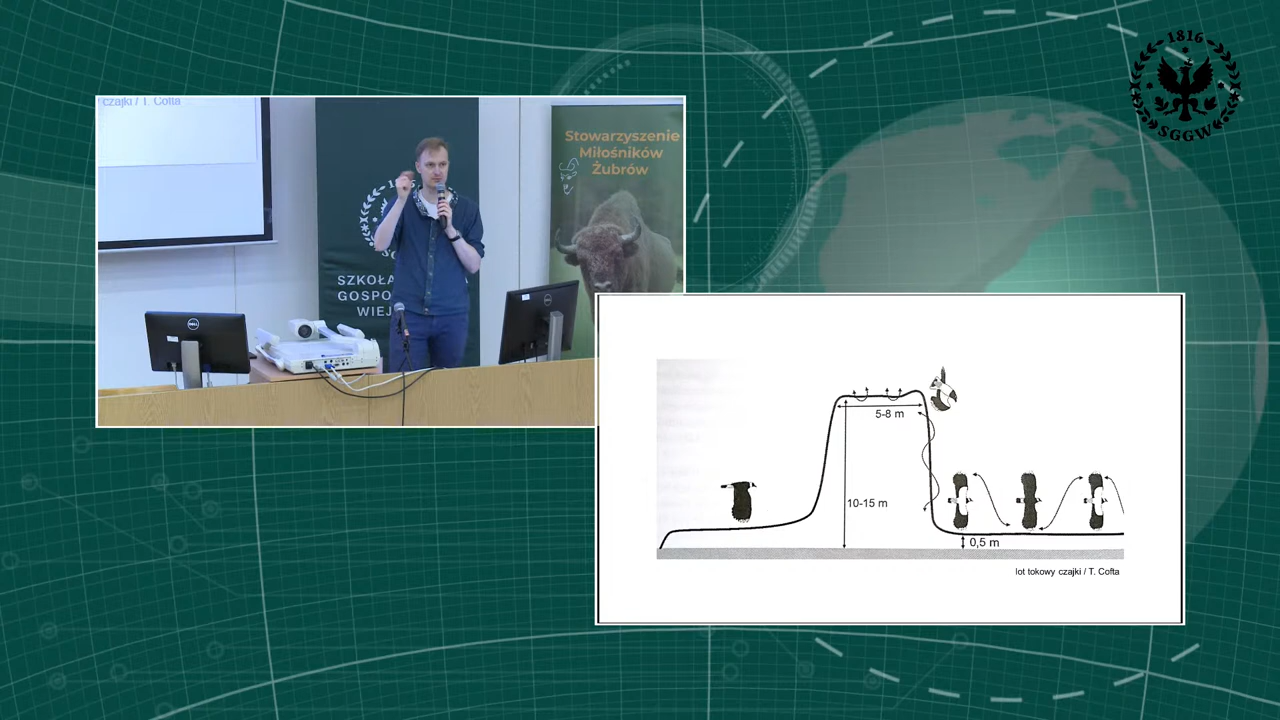 czajki / T. Cofta
SZKOŁA
GOSPO
WIEJ
Stowarzyszenie
Miłośników
Żubrów
DELL
1816
SGGW
5-8 m
10-15 m
0,5 m
lot tokowy czajki / T. Cofta